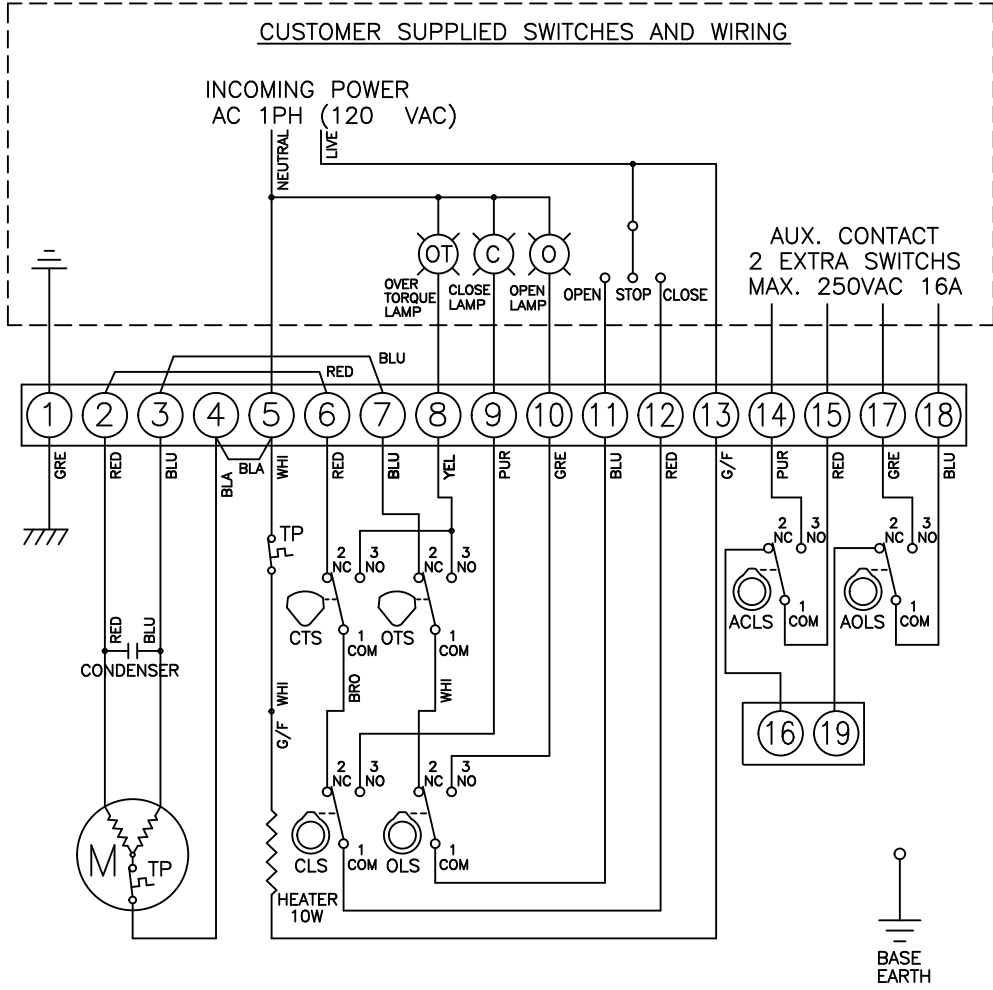 CUSTOMER SUPPLIED SWITCHES AND WIRING
INCOMING POWER
AC 1PH (120 VAC)
NEUTRAL
LIVE
OT
C
O
OVER
TORQUE
LAMP
CLOSE
LAMP
OPEN
LAMP
OPEN
STOP
CLOSE
AUX. CONTACT
2 EXTRA SWITCHS
MAX. 250VAC 16A
BLU
RED
1
2
3
4
5
6
7
8
9
10
11
12
13
14
15
17
18
GRE
RED
BLU
BLA
BLA
WHI
RED
BLU
YEL
PUR
GRE
BLU
RED
G/F
PUR
RED
GRE
BLU
TP
2
NC
3
NO
2
NC
3
NO
2
NC
3
NO
2
NC
3
NO
CTS
1
COM
OTS
1
COM
ACLS
1
COM
AOLS
1
COM
RED
BLU
CONDENSER
WHI
G/F
BRO
WHI
16
19
2
NC
3
NO
2
NC
3
NO
CLS
1
COM
OLS
1
COM
M
TP
HEATER
10W
BASE
EARTH